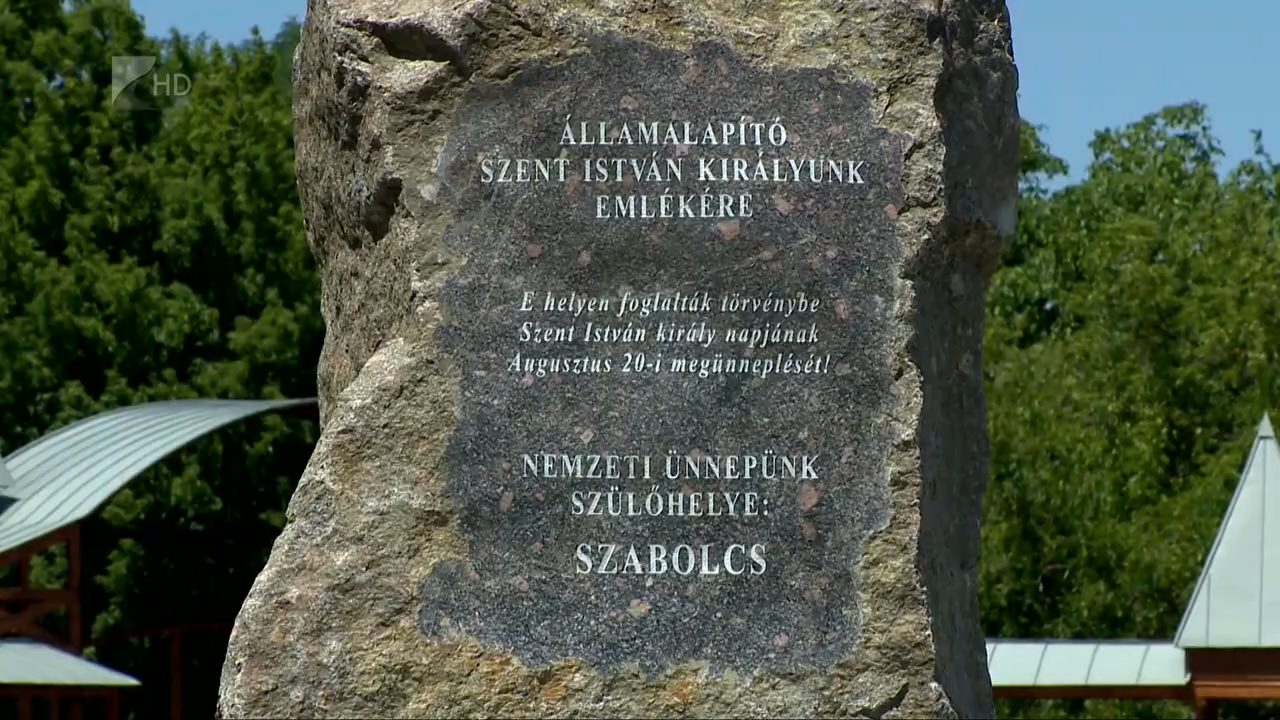 HD
ÁLLAMALAPÍTÓ
SZENT ISTVÁN KIRÁLYUNK
EMLÉKÉRE
E helyen foglalták törvénybe
Szent István király napjának
Augusztus 20-i megünneplését!
NEMZETI ÜNNEPÜNK
SZÜLŐHELYE:
SZABOLCS